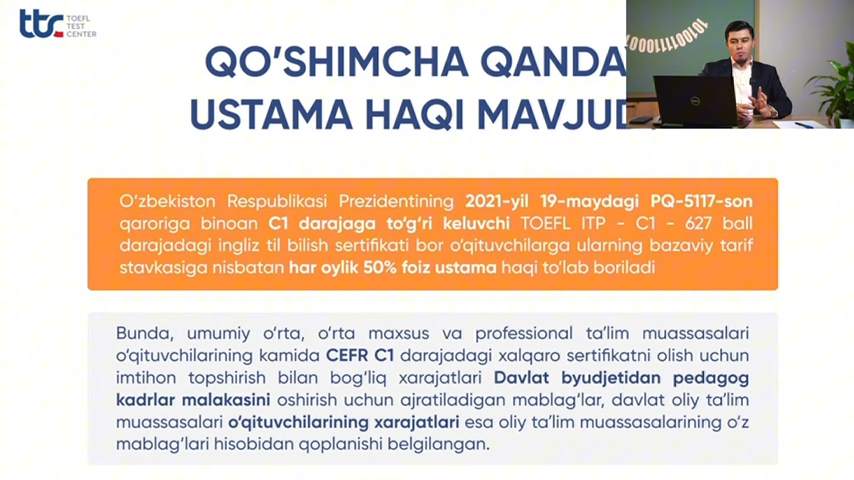 tts TOEFL
TEST
CENTER
QO‘SHIMCHA QANDA
USTAMA HAQI MAVJUD
1010011110000
O‘zbekiston Respublikasi Prezidentining 2021-yil 19-maydagi PQ-5117-son
qaroriga binoan C1 darajaga to‘g‘ri keluvchi TOEFL ITP - C1 - 627 ball
darajadagi ingliz til bilish sertifikati bor o‘qituvchilarga ularning bazaviy tarif
stavkasiga nisbatan har oylik 50% foiz ustama haqi to‘lab boriladi
Bunda, umumiy o‘rta, o‘rta maxsus va professional ta’lim muassasalari
o‘qituvchilarining kamida CEFR C1 darajadagi xalqaro sertifikatni olish uchun
imtihon topshirish bilan bog‘liq xarajatlari Davlat byudjetidan pedagog
kadrlar malakasini oshirish uchun ajratiladigan mablag‘lar, davlat oliy ta’lim
muassasalari o‘qituvchilarining xarajatlari esa oliy ta’lim muassasalarining o‘z
mablag‘lari hisobidan qoplanishi belgilangan.